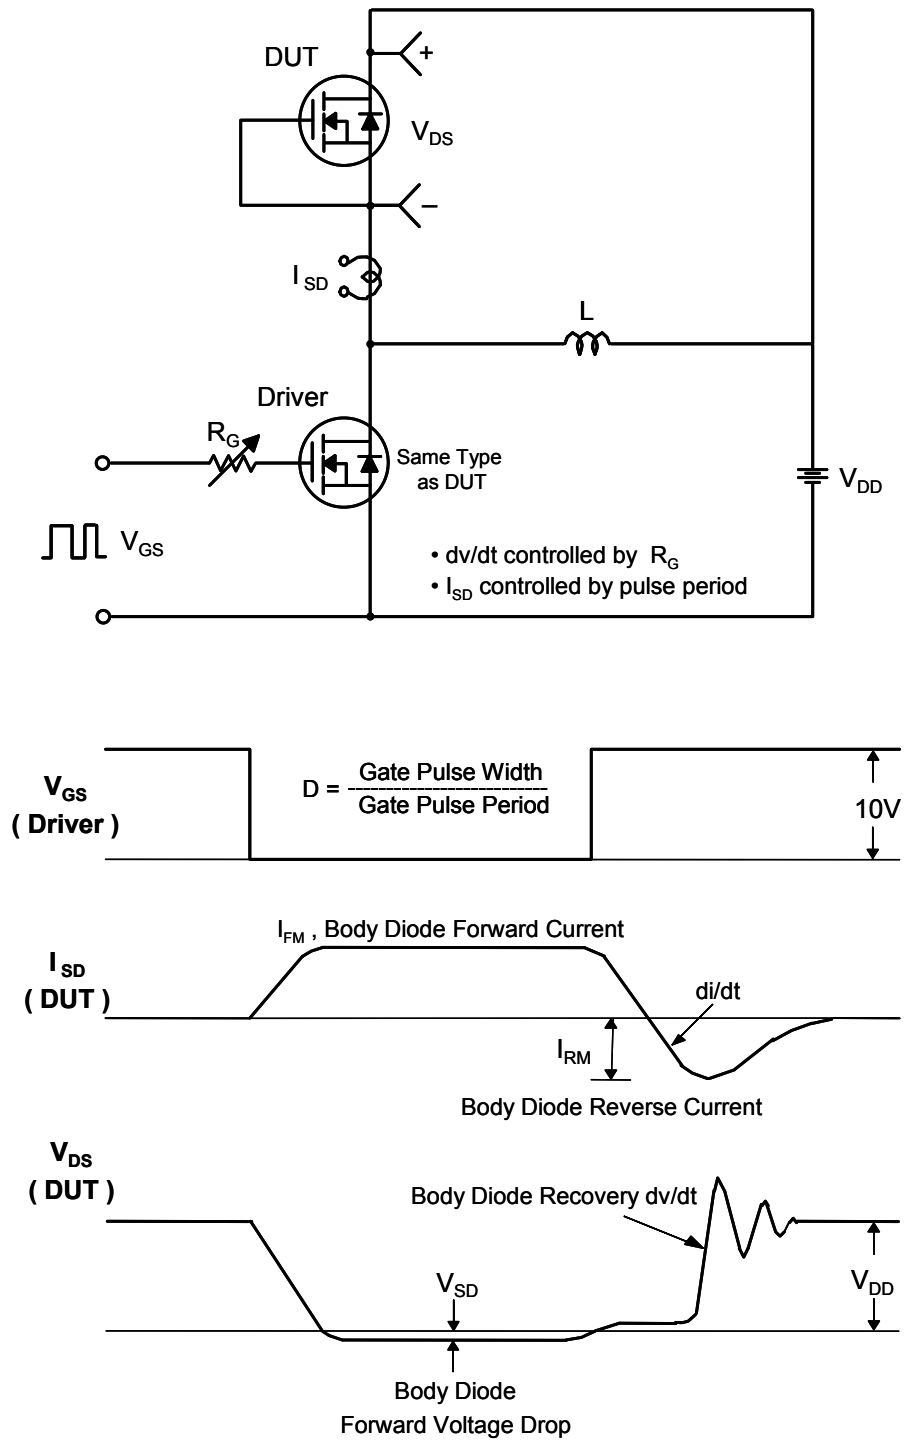 DUT
+
V_DS
–
I_SD
L
Driver
R_G
Same Type
as DUT
V_DD
V_GS
• dv/dt controlled by R_G
• I_SD controlled by pulse period
V_GS
( Driver )
D = Gate Pulse Width
Gate Pulse Period
10V
I_FM , Body Diode Forward Current
I_SD
( DUT )
di/dt
I_RM
Body Diode Reverse Current
V_DS
( DUT )
Body Diode Recovery dv/dt
V_SD
V_DD
Body Diode
Forward Voltage Drop